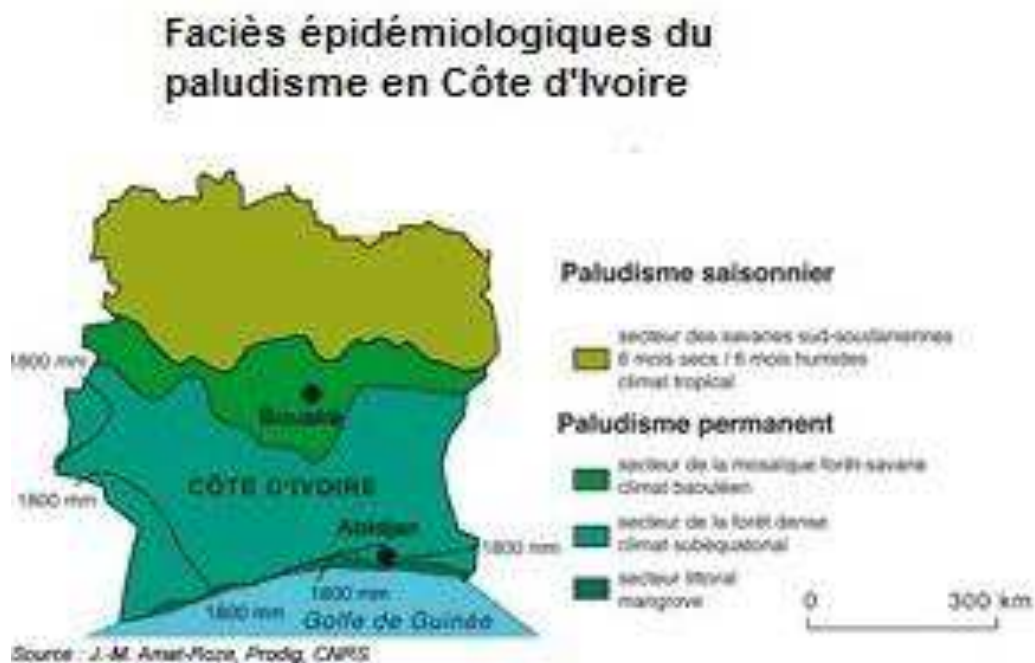 Faciès épidémiologiques du
paludisme en Côte d'Ivoire
Paludisme saisonnier
secteur des savanes sud-soudaniennes
6 mois secs / 6 mois humides
climat tropical
Paludisme permanent
secteur de la mosaïque forêt-savane
climat baouléen
secteur de la forêt dense
climat subéquatorial
secteur littoral
mangrove
1800 mm
Bouaké
CÔTE D'IVOIRE
1800 mm
Abidjan
1800 mm
1800 mm
1800 mm
Golfe de Guinée
0 300 km
Source : J.-M. Amat-Roze, Prodig, CNRS